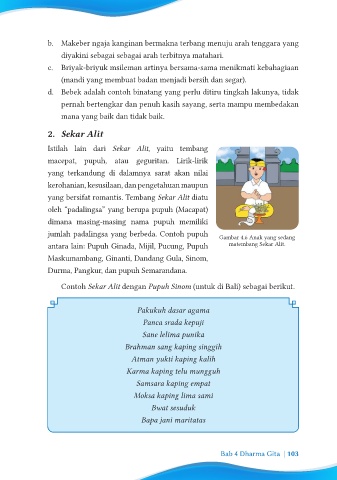 b. Makeber ngaja kanginan bermakna terbang menuju arah tenggara yang
diyakini sebagai sebagai arah terbitnya matahari.
c. Briyak-briyuk msileman artinya bersama-sama menikmati kebahagiaan
(mandi yang membuat badan menjadi bersih dan segar).
d. Bebek adalah contoh binatang yang perlu ditiru tingkah lakunya, tidak
pernah bertengkar dan penuh kasih sayang, serta mampu membedakan
mana yang baik dan tidak baik.
2. Sekar Alit
Istilah lain dari Sekar Alit, yaitu tembang
macepat, pupuh, atau geguritan. Lirik-lirik
yang terkandung di dalamnya sarat akan nilai
kerohanian, kesusilaan, dan pengetahuan maupun
yang bersifat romantis. Tembang Sekar Alit diatu
oleh "padalingsa" yang berupa pupuh (Macapat)
dimana masing-masing nama pupuh memiliki
jumlah padalingsa yang berbeda. Contoh pupuh
antara lain: Pupuh Ginada, Mijil, Pucung, Pupuh
Maskumambang, Ginanti, Dandang Gula, Sinom,
Durma, Pangkur, dan pupuh Semarandana.
Gambar 4.6 Anak yang sedang
matembang Sekar Alit.
Contoh Sekar Alit dengan Pupuh Sinom (untuk di Bali) sebagai berikut.
Pakukuh dasar agama
Panca srada kepuji
Sane lelima punika
Brahman sang kaping singgih
Atman yukti kaping kalih
Karma kaping telu mungguh
Samsara kaping empat
Moksa kaping lima sami
Bwat sesuduk
Bapa jani maritatas
Bab 4 Dharma Gita | 103